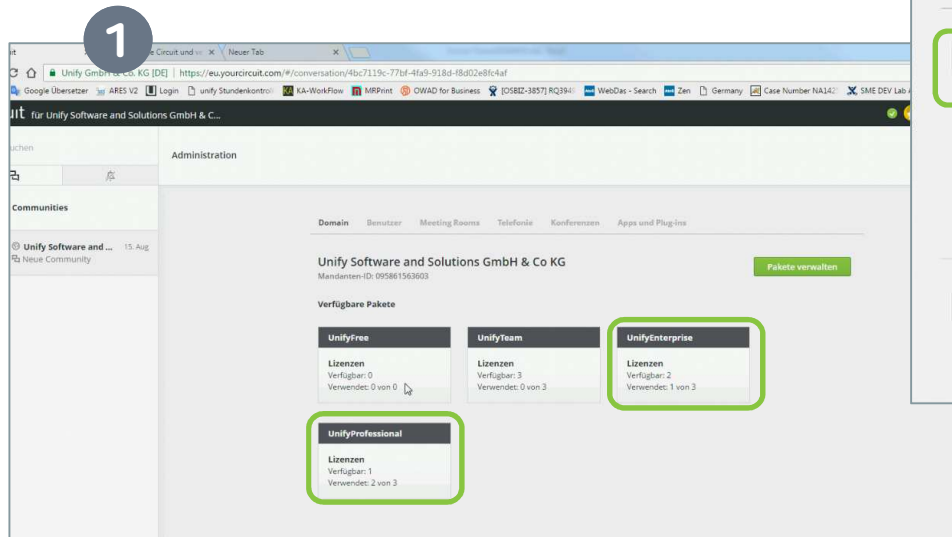 1
it
e Circuit und w
Neuer Tab
Unify GmbH & Co. KG [DE] | https://eu.yourcircuit.com/#/conversation/4bc7119c-77bf-4fa9-918d-f8d02e8fc4af
Google Übersetzer ARES V2 Login unify Stundenkontrol KA-WorkFlow MRPrint OWAD for Business [OSBIZ-3857] RQ394 WebDas - Search Zen Germany Case Number NA142 SME DEV Lab
uit für Unify Software and Solutions GmbH & C...
uchen
Administration
Communities
Unify Software and ... 15. Aug
Neue Community
Domain Benutzer Meeting Rooms Telefonie Konferenzen Apps und Plug-ins
Unify Software and Solutions GmbH & Co KG
Mandanten-ID: 095861563603
Pakete verwalten
Verfügbare Pakete
UnifyFree
Lizenzen
Verfügbar: 0
Verwendet: 0 von 0
UnifyTeam
Lizenzen
Verfügbar: 3
Verwendet: 0 von 3
UnifyEnterprise
Lizenzen
Verfügbar: 2
Verwendet: 1 von 3
UnifyProfessional
Lizenzen
Verfügbar: 1
Verwendet: 2 von 3